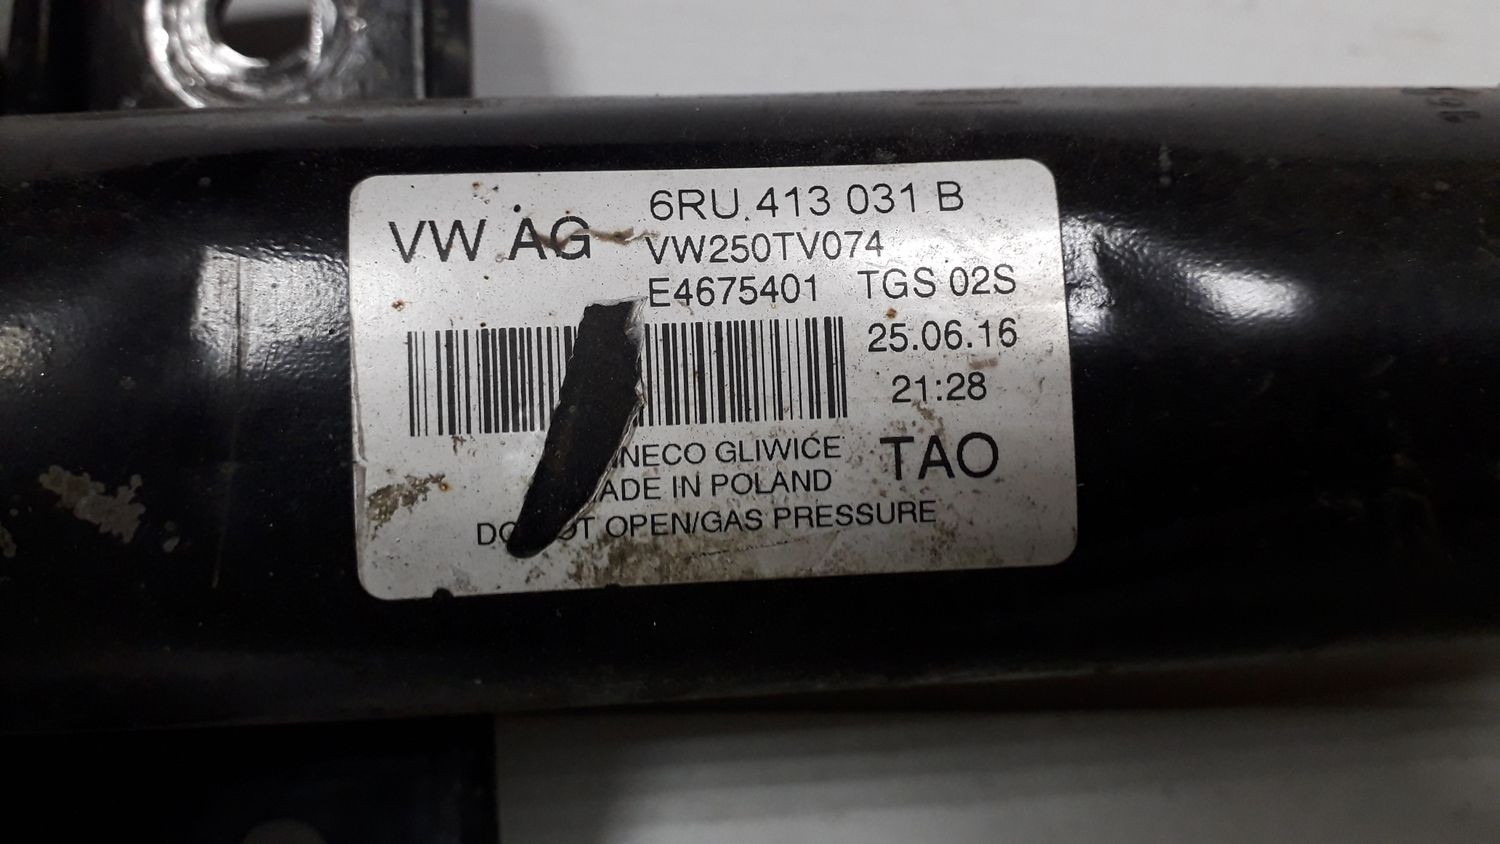 VW AG
6RU.413 031 B
VW250TV074
E4675401 TGS 02S
25.06.16
21:28
NECO GLIWICE
TAO
ADE IN POLAND
OPEN/GAS PRESSURE